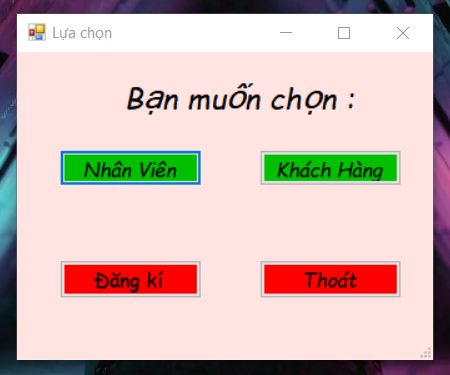 Lựa chọn
Bạn muốn chọn :
Nhân Viên
Khách Hàng
Đăng kí
Thoát